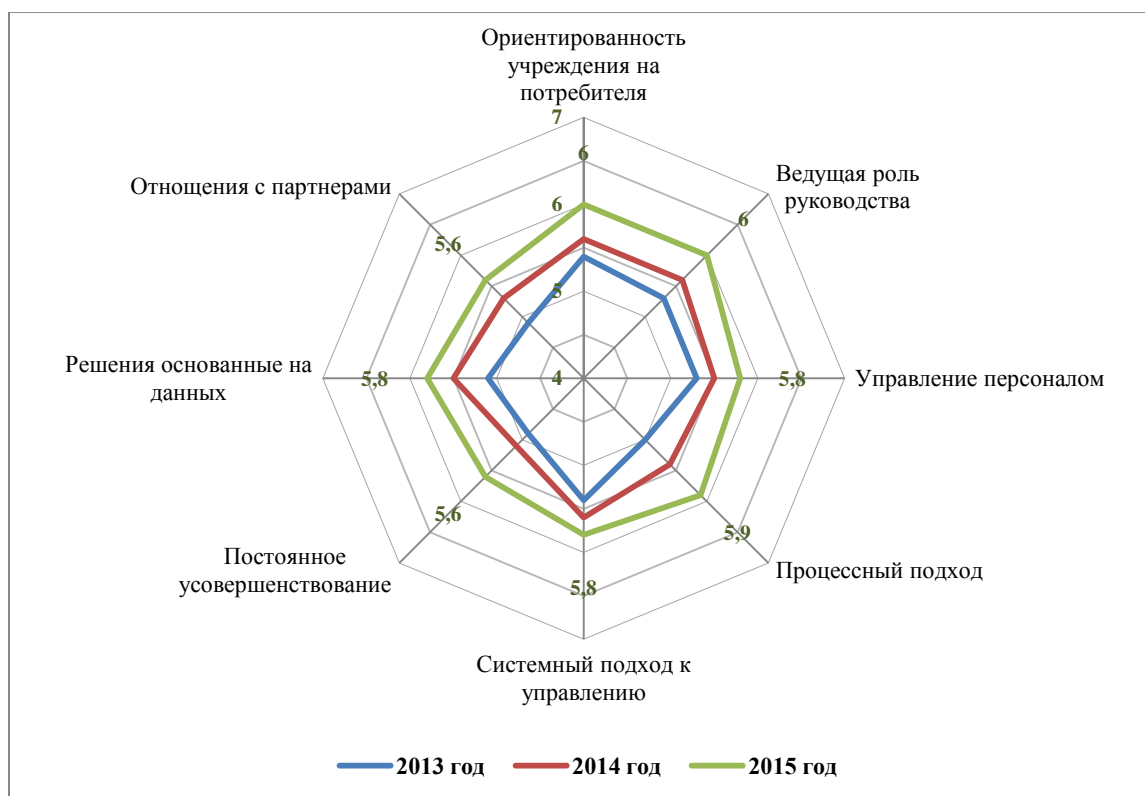 Ориентированность
учреждения на
потребителя
7
6
Ведущая роль
руководства
Отнощения с партнерами
6
6
5,6
5
Решения основанные на
данных
5,8
4
5,8
Управление персоналом
5,6
5,9
Постоянное
усовершенствование
Процессный подход
5,8
Системный подход к
управлению
2013 год
2014 год
2015 год